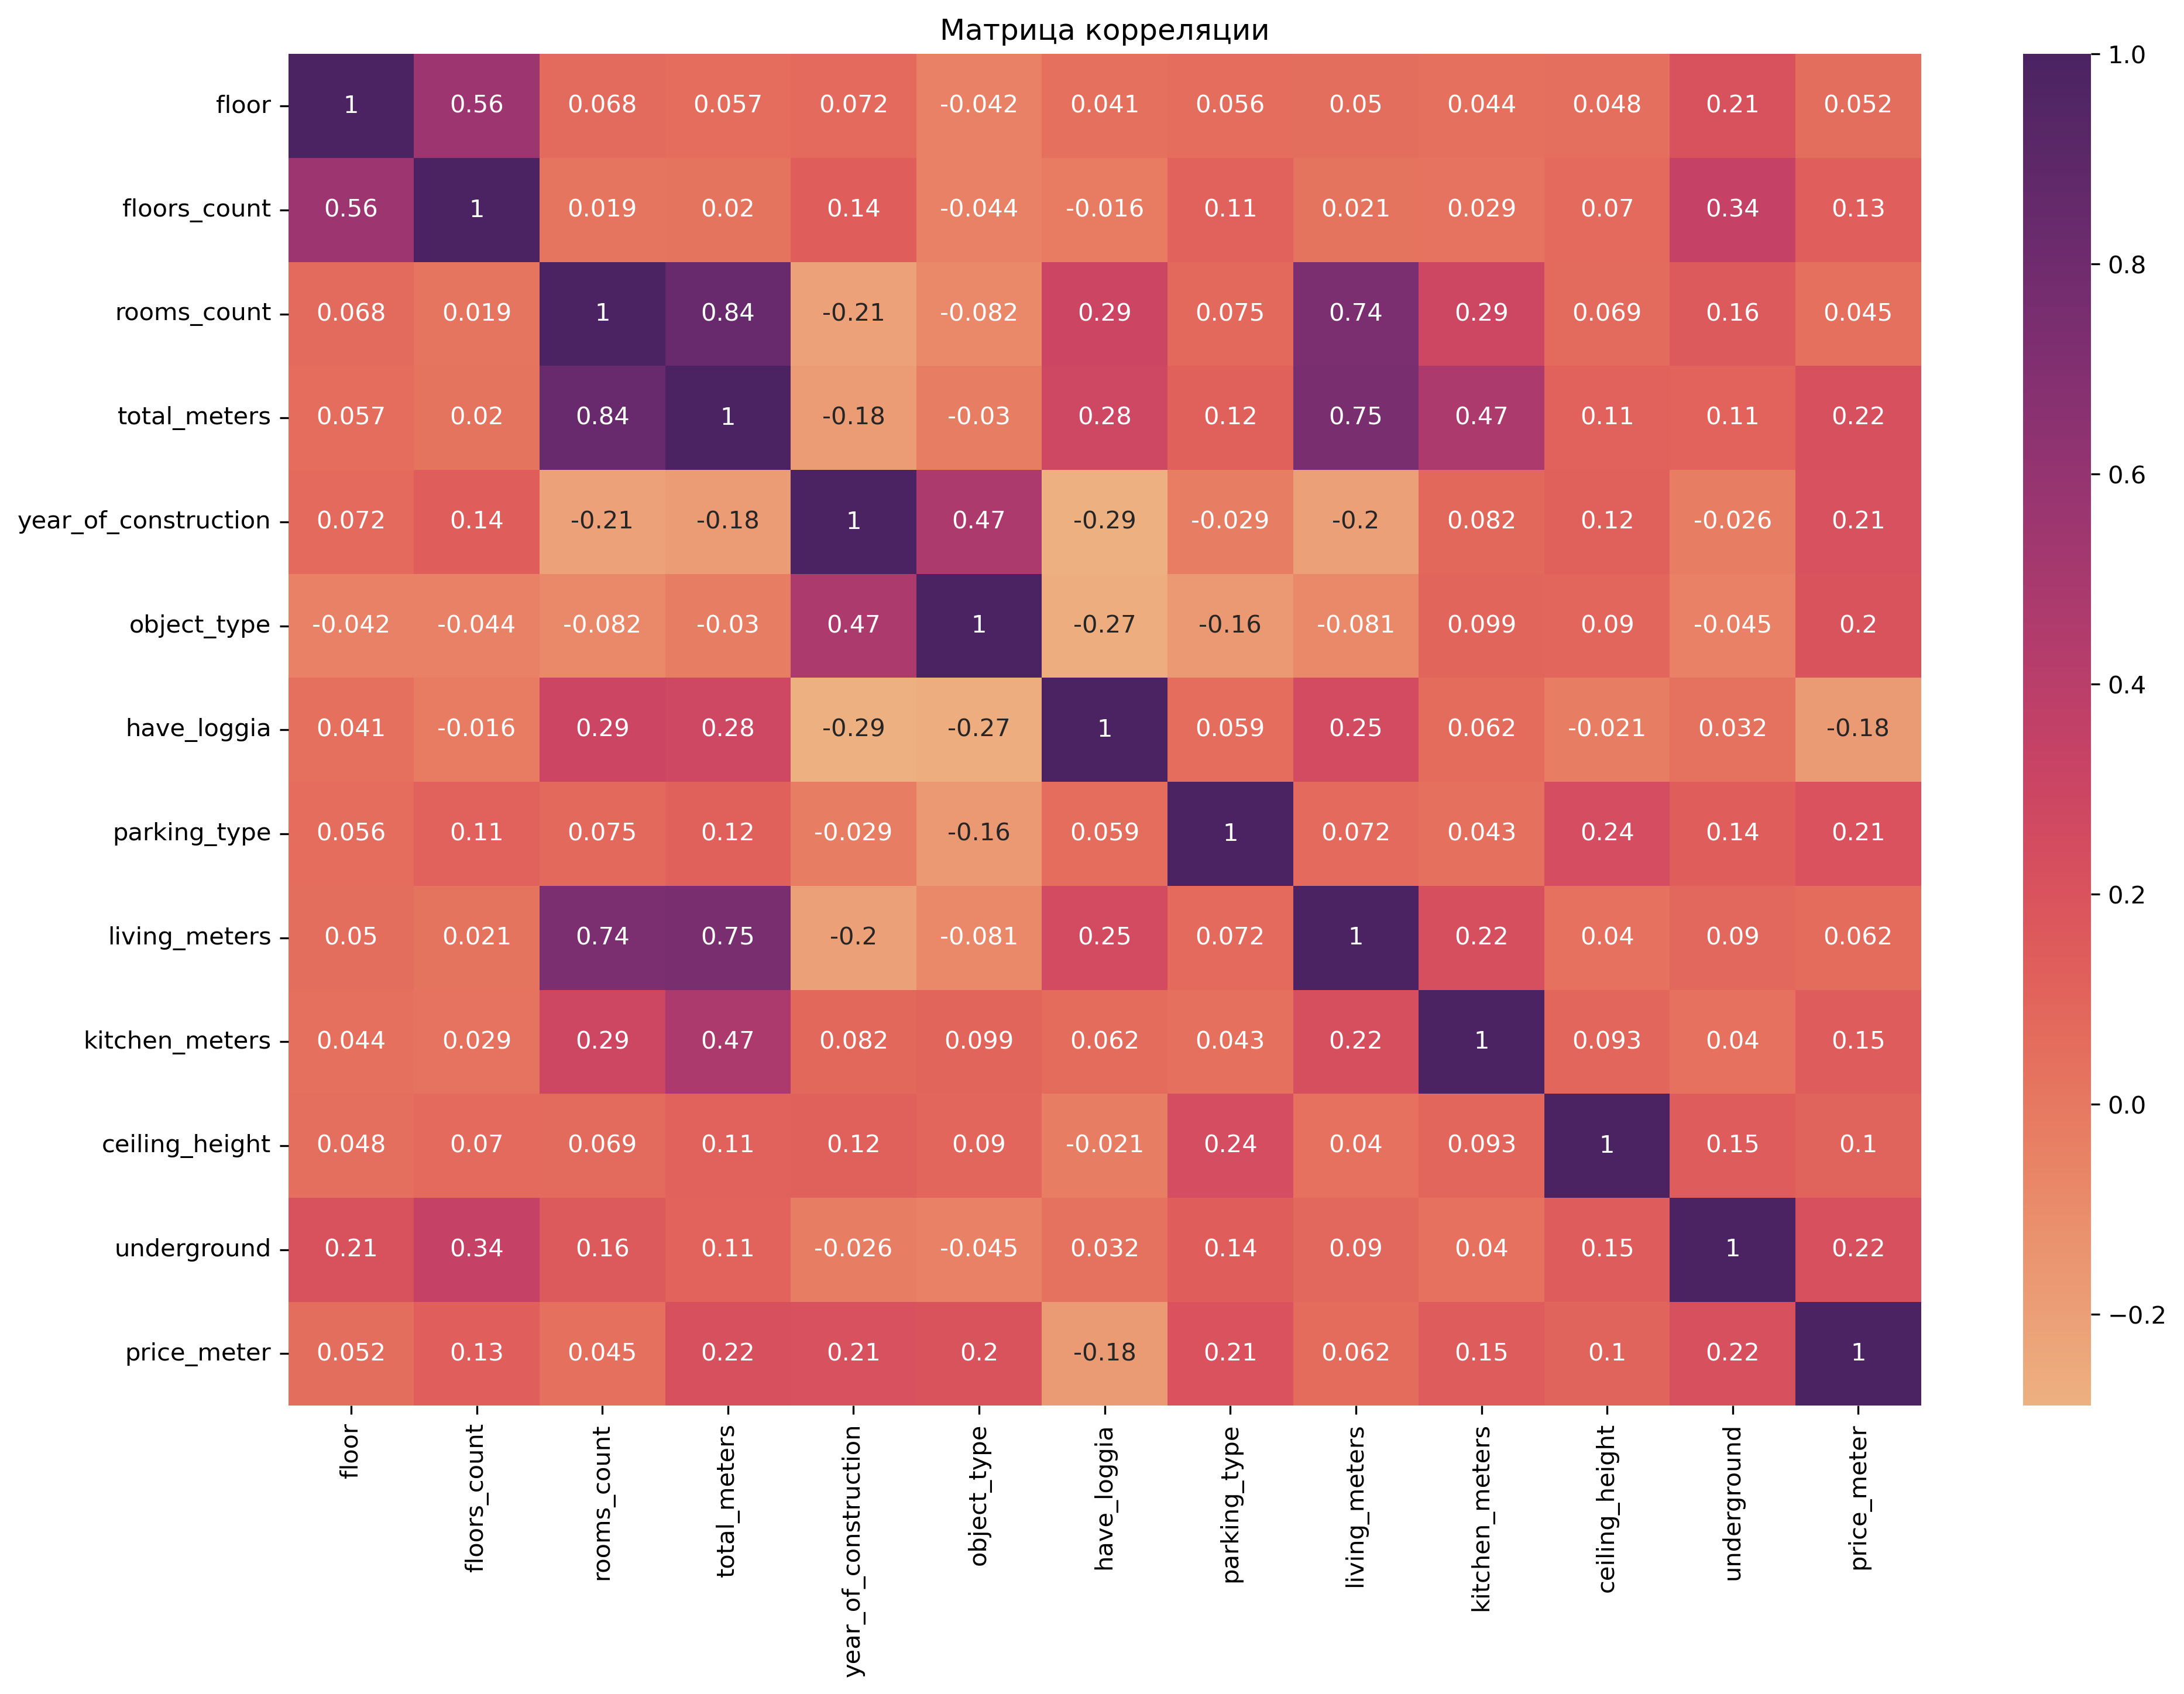 Матрица корреляции
floor 1 0.56 0.068 0.057 0.072 -0.042 0.041 0.056 0.05 0.044 0.048 0.21 0.052
floors_count 0.56 1 0.019 0.02 0.14 -0.044 -0.016 0.11 0.021 0.029 0.07 0.34 0.13
rooms_count 0.068 0.019 1 0.84 -0.21 -0.082 0.29 0.075 0.74 0.29 0.069 0.16 0.045
total_meters 0.057 0.02 0.84 1 -0.18 -0.03 0.28 0.12 0.75 0.47 0.11 0.11 0.22
year_of_construction 0.072 0.14 -0.21 -0.18 1 0.47 -0.29 -0.029 -0.2 0.082 0.12 -0.026 0.21
object_type -0.042 -0.044 -0.082 -0.03 0.47 1 -0.27 -0.16 -0.081 0.099 0.09 -0.045 0.2
have_loggia 0.041 -0.016 0.29 0.28 -0.29 -0.27 1 0.059 0.25 0.062 -0.021 0.032 -0.18
parking_type 0.056 0.11 0.075 0.12 -0.029 -0.16 0.059 1 0.072 0.043 0.24 0.14 0.21
living_meters 0.05 0.021 0.74 0.75 -0.2 -0.081 0.25 0.072 1 0.22 0.04 0.09 0.062
kitchen_meters 0.044 0.029 0.29 0.47 0.082 0.099 0.062 0.043 0.22 1 0.093 0.04 0.15
ceiling_height 0.048 0.07 0.069 0.11 0.12 0.09 -0.021 0.24 0.04 0.093 1 0.15 0.1
underground 0.21 0.34 0.16 0.11 -0.026 -0.045 0.032 0.14 0.09 0.04 0.15 1 0.22
price_meter 0.052 0.13 0.045 0.22 0.21 0.2 -0.18 0.21 0.062 0.15 0.1 0.22 1
floor
floors_count
rooms_count
total_meters
year_of_construction
object_type
have_loggia
parking_type
living_meters
kitchen_meters
ceiling_height
underground
price_meter
1.0
0.8
0.6
0.4
0.2
0.0
−0.2